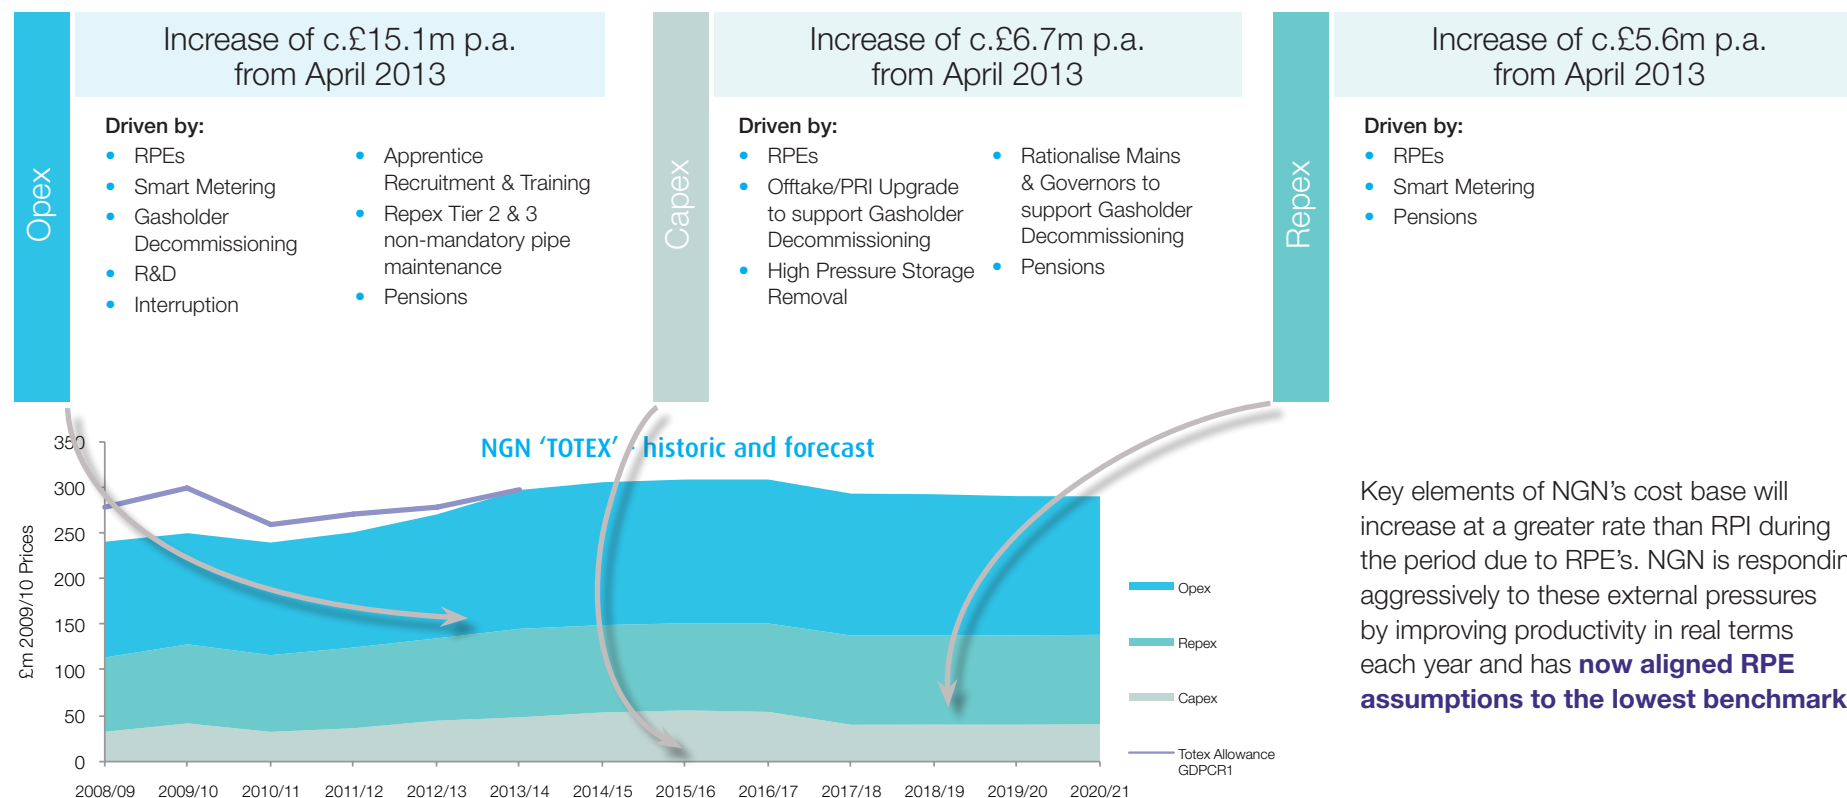 Opex
Increase of c.£15.1m p.a.
from April 2013
Driven by:
• RPEs
• Smart Metering
• Gasholder
Decommissioning
• R&D
• Interruption
• Apprentice
Recruitment & Training
• Repex Tier 2 & 3
non-mandatory pipe
maintenance
• Pensions
Capex
Increase of c.£6.7m p.a.
from April 2013
Driven by:
• RPEs
• Offtake/PRI Upgrade
to support Gasholder
Decommissioning
• High Pressure Storage
Removal
• Rationalise Mains
& Governors to
support Gasholder
Decommissioning
• Pensions
Repex
Increase of c.£5.6m p.a.
from April 2013
Driven by:
• RPEs
• Smart Metering
• Pensions
NGN ‘TOTEX’ - historic and forecast
£m 2009/10 Prices
350
300
250
200
150
100
50
0
2008/09 2009/10 2010/11 2011/12 2012/13 2013/14 2014/15 2015/16 2016/17 2017/18 2018/19 2019/20 2020/21
Opex
Repex
Capex
Totex Allowance
GDPCR1
Key elements of NGN’s cost base will
increase at a greater rate than RPI during
the period due to RPE’s. NGN is respondin
aggressively to these external pressures
by improving productivity in real terms
each year and has now aligned RPE
assumptions to the lowest benchmark